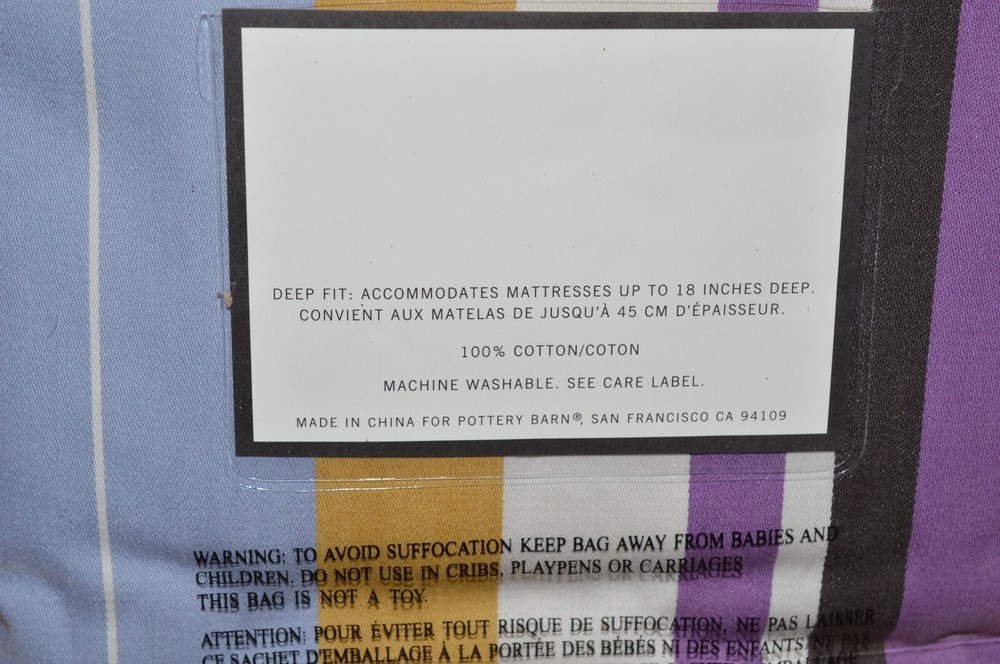 DEEP FIT: ACCOMMODATES MATTRESSES UP TO 18 INCHES DEEP.
CONVIENT AUX MATELAS DE JUSQU'À 45 CM D'ÉPAISSEUR.
100% COTTON/COTON
MACHINE WASHABLE. SEE CARE LABEL.
MADE IN CHINA FOR POTTERY BARN®, SAN FRANCISCO CA 94109
WARNING: TO AVOID SUFFOCATION KEEP BAG AWAY FROM BABIES AND
CHILDREN. DO NOT USE IN CRIBS, PLAYPENS OR CARRIAGES
THIS BAG IS NOT A TOY.
ATTENTION: POUR ÉVITER TOUT RISQUE DE SUFFOCATION, NE PAS LAISSER
CE SACHET D'EMBALLAGE À LA PORTÉE DES BÉBÉS NI DES ENFANTS. NE PAS